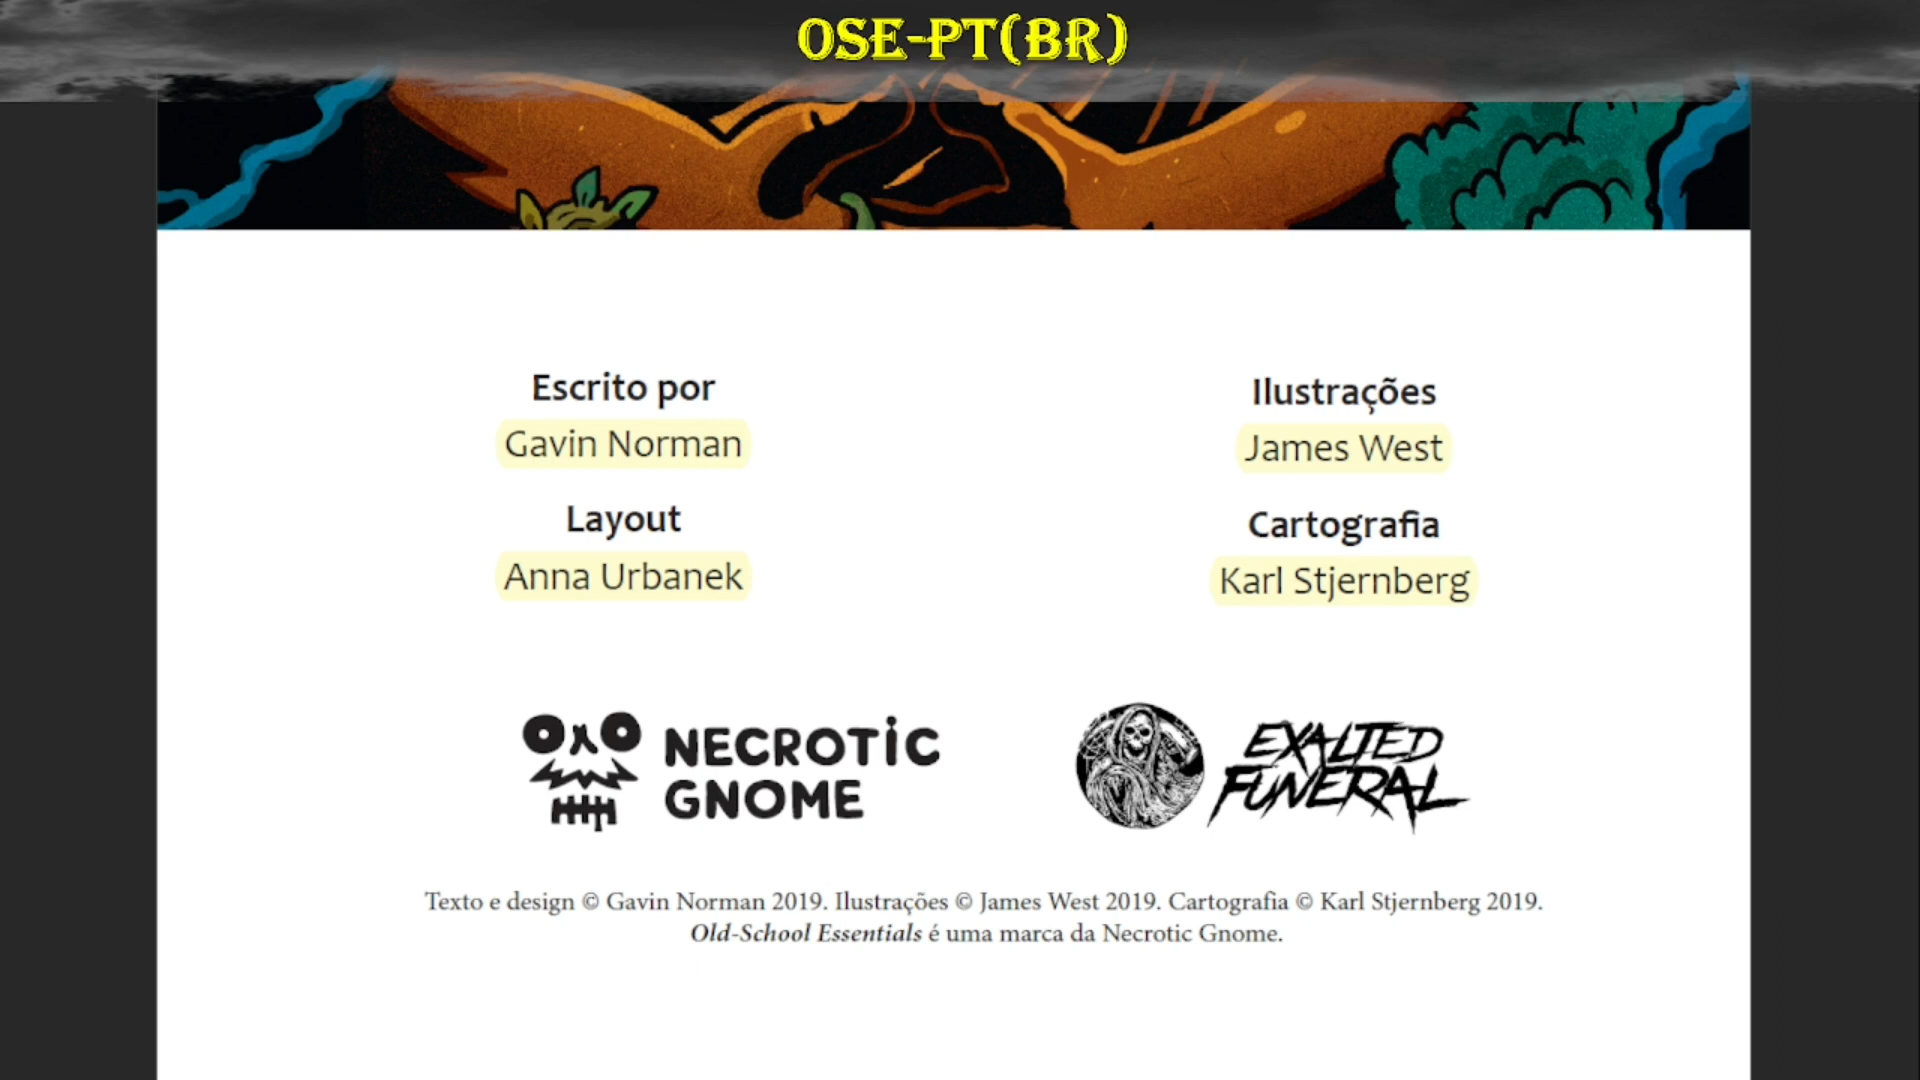 OSE-PT(BR)
Escrito por
Gavin Norman
Layout
Anna Urbanek
Ilustrações
James West
Cartografia
Karl Stjernberg
NECROTiC
GNOME
EXALTED
FUNERAL
Texto e design © Gavin Norman 2019. Ilustrações © James West 2019. Cartografia © Karl Stjernberg 2019.
Old-School Essentials é uma marca da Necrotic Gnome.